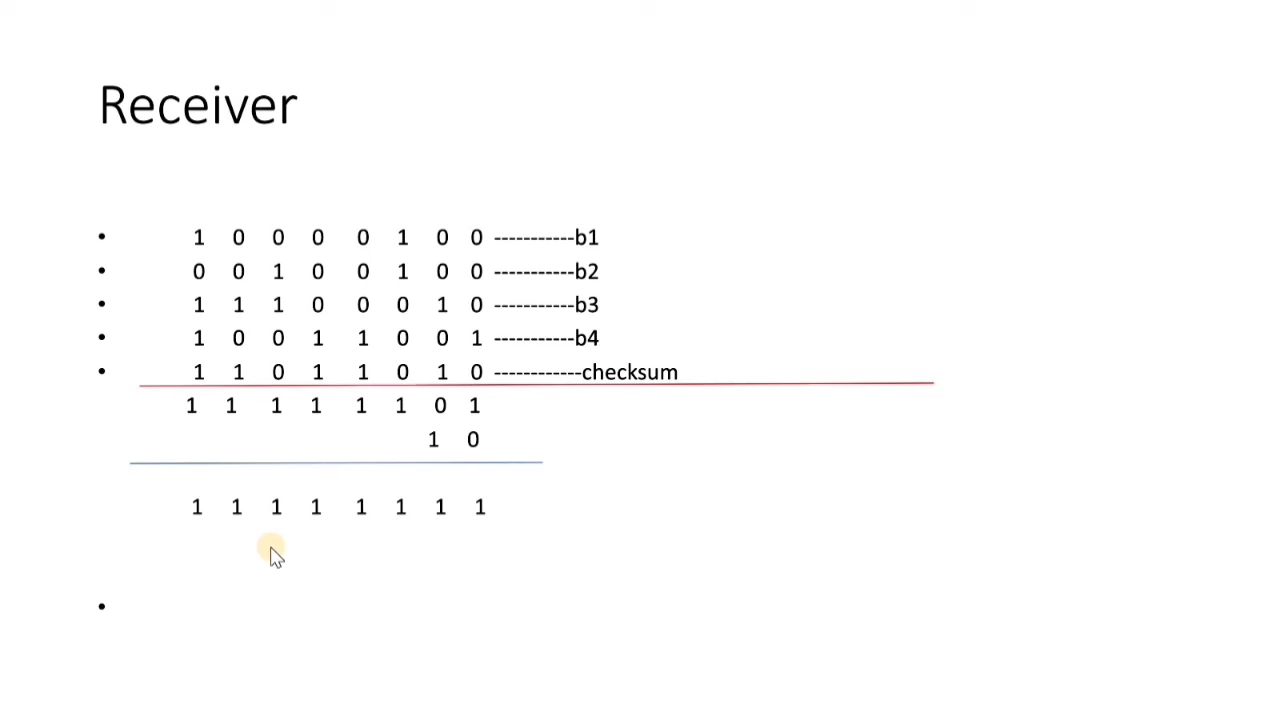 Receiver
• 1 0 0 0 0 1 0 0 -----------b1
• 0 0 1 0 0 1 0 0 -----------b2
• 1 1 1 0 0 0 1 0 -----------b3
• 1 0 0 1 1 0 0 1 -----------b4
• 1 1 0 1 1 0 1 0 ------------checksum
1 1 1 1 1 1 0 1
1 0
1 1 1 1 1 1 1 1
•